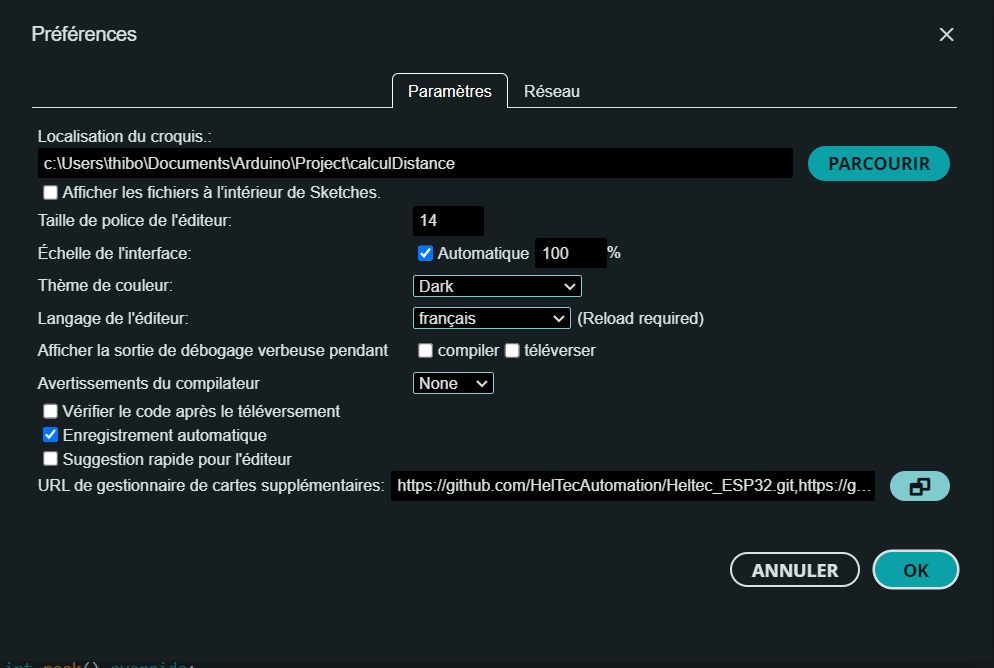 Préférences
Paramètres Réseau
Localisation du croquis.:
c:\Users\thibo\Documents\Arduino\Project\calculDistance PARCOURIR
Afficher les fichiers à l'intérieur de Sketches.
Taille de police de l'éditeur: 14
Échelle de l'interface: Automatique 100 %
Thème de couleur: Dark
Langage de l'éditeur: français (Reload required)
Afficher la sortie de débogage verbeuse pendant compiler téléverser
Avertissements du compilateur None
Vérifier le code après le téléversement
Enregistrement automatique
Suggestion rapide pour l'éditeur
URL de gestionnaire de cartes supplémentaires: https://github.com/HelTecAutomation/Heltec_ESP32.git,https://g...
ANNULER OK